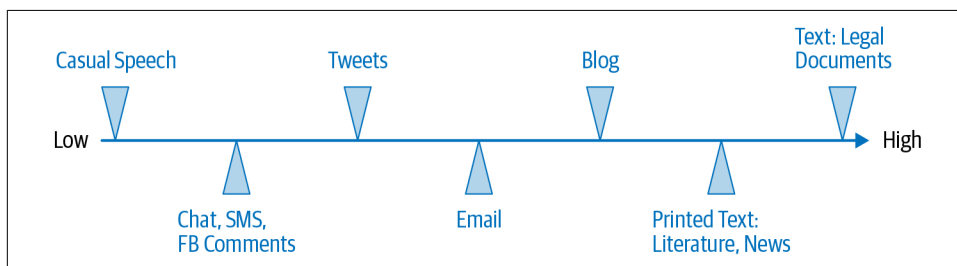 Casual Speech
Tweets
Blog
Text: Legal
Documents
Low
High
Chat, SMS,
FB Comments
Email
Printed Text:
Literature, News